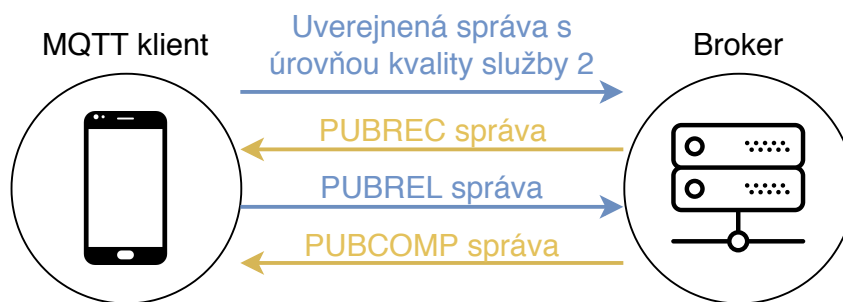 MQTT klient
Uverejnená správa s
úrovňou kvality služby 2
Broker
PUBREC správa
PUBREL správa
PUBCOMP správa